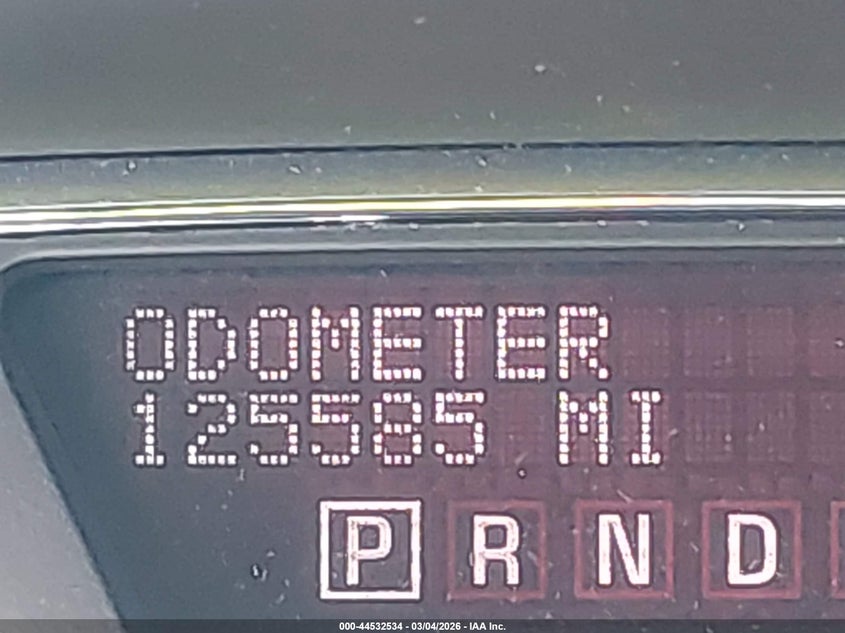 ODOMETER
125585 MI
P R N D
000-44532534 - 03/04/2026 - IAA Inc.